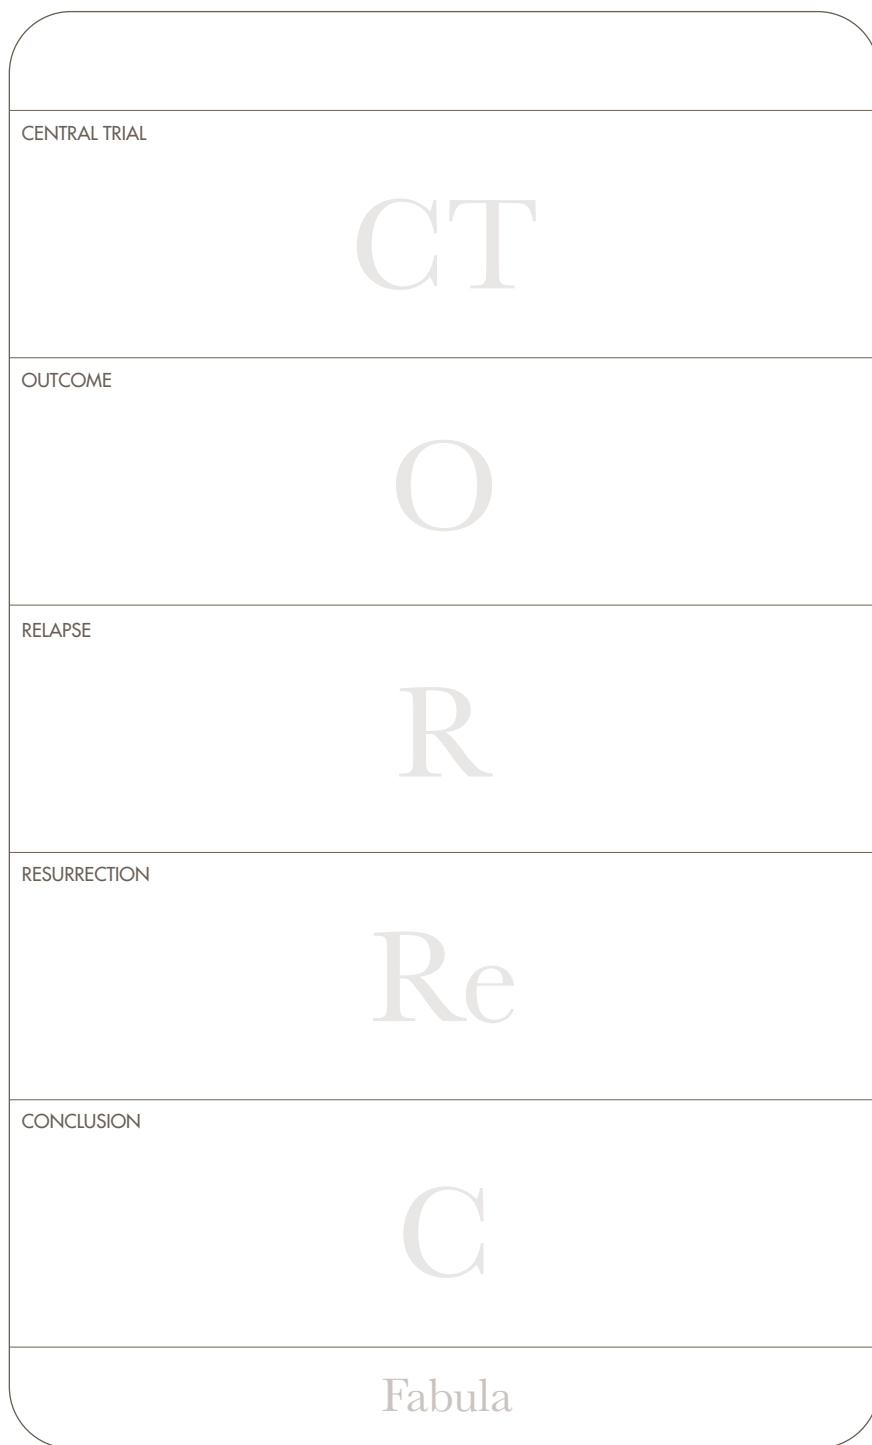 CENTRAL TRIAL
CT
OUTCOME
O
RELAPSE
R
RESURRECTION
Re
CONCLUSION
C
Fabula